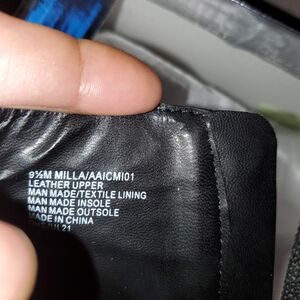 9½M MILLA/AAICMI01
LEATHER UPPER
MAN MADE/TEXTILE LINING
MAN MADE INSOLE
MAN MADE OUTSOLE
MADE IN CHINA